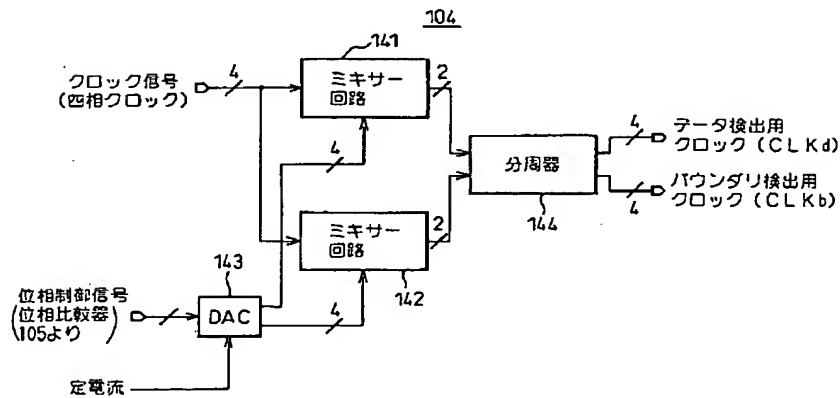 104
141
クロック信号
(四相クロック)
4
ミキサー
回路
2
4
分周器
144
4
データ検出用
クロック (CLKd)
バウンダリ検出用
クロック (CLKb)
4
ミキサー
回路
2
142
143
位相制御信号
(位相比較器
105より)
DAC
4
定電流